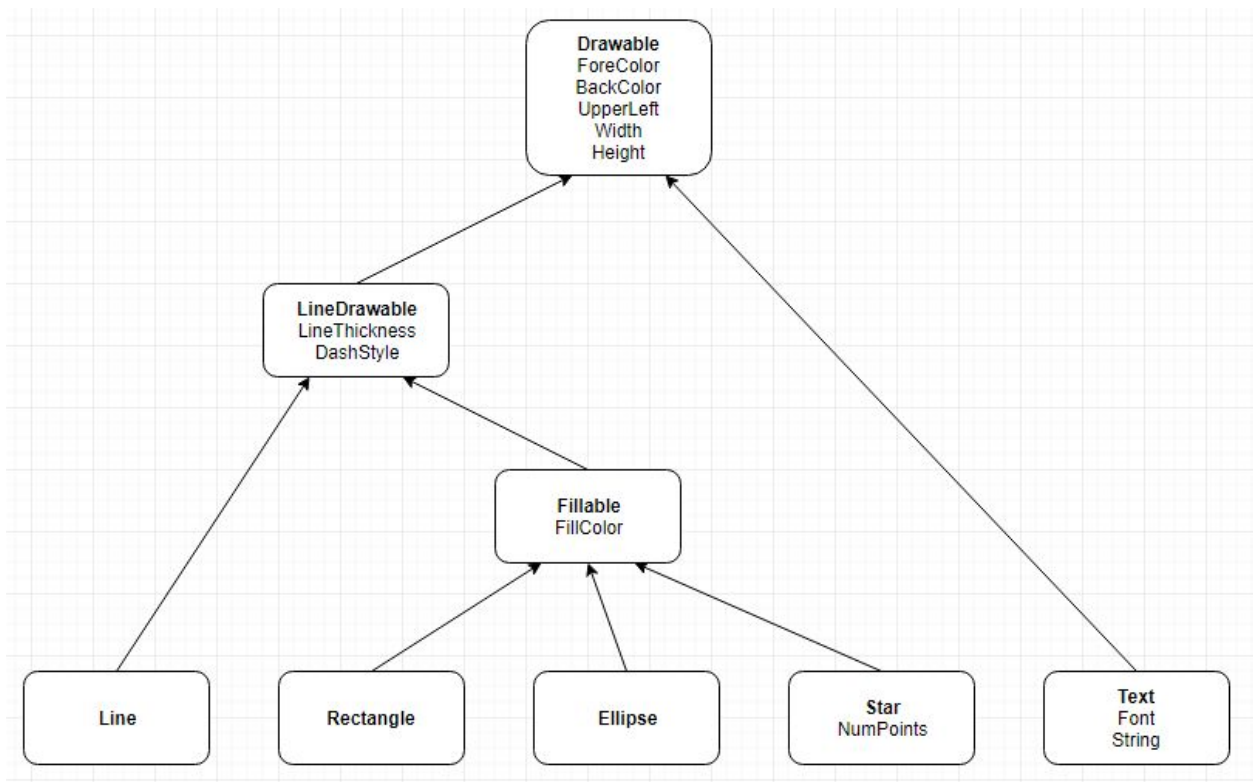 Drawable
ForeColor
BackColor
UpperLeft
Width
Height
LineDrawable
LineThickness
DashStyle
Fillable
FillColor
Line
Rectangle
Ellipse
Star
NumPoints
Text
Font
String